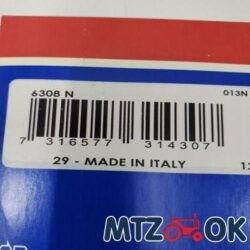 6308 N 013N
7 316577 314307
29 - MADE IN ITALY
MTZ OK